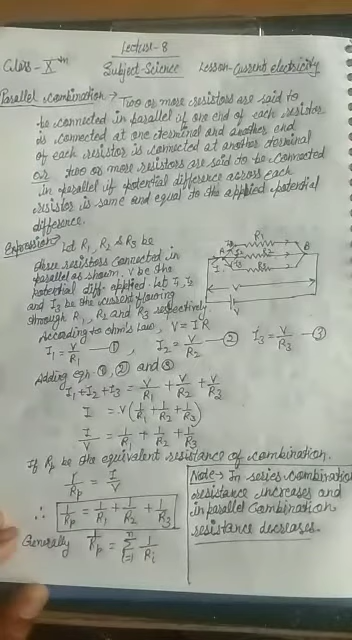 Lecture-8
Class-Xth Subject-Science Lesson-Current electricity
Parallel Combination → Two or more resistors are said to
be connected in parallel if one end of each resistor
is connected at one terminal and another end
of each resistor is connected at another terminal
or two or more resistors are said to be connected
in parallel if potential difference across each
resistor is same and equal to the applied potential
difference.
Expression → Let R₁, R₂ & R₃ be
three resistors connected in
parallel as shown. V be the
potential diff. applied. Let I₁, I₂
and I₃ be the current flowing
through R₁, R₂ and R₃ respectively
According to ohm's law, V = IR
R₁
A I₂ R₂ B
I₃ R₃
V
V
I₁ = V/R₁ —①, I₂ = V/R₂ —② I₃ = V/R₃ —③
Adding eqn. ①, ② and ③
I₁+I₂+I₃ = V/R₁ + V/R₂ + V/R₃
I = V(1/R₁ + 1/R₂ + 1/R₃)
I/V = 1/R₁ + 1/R₂ + 1/R₃
If Rp be the equivalent resistance of combination.
1/Rp = I/V
∴ 1/Rp = 1/R₁ + 1/R₂ + 1/R₃
Generally 1/Rp = Σⁿᵢ₌₁ 1/Ri
Note → In series combination
resistance increases and
in parallel Combination
resistance decreases.